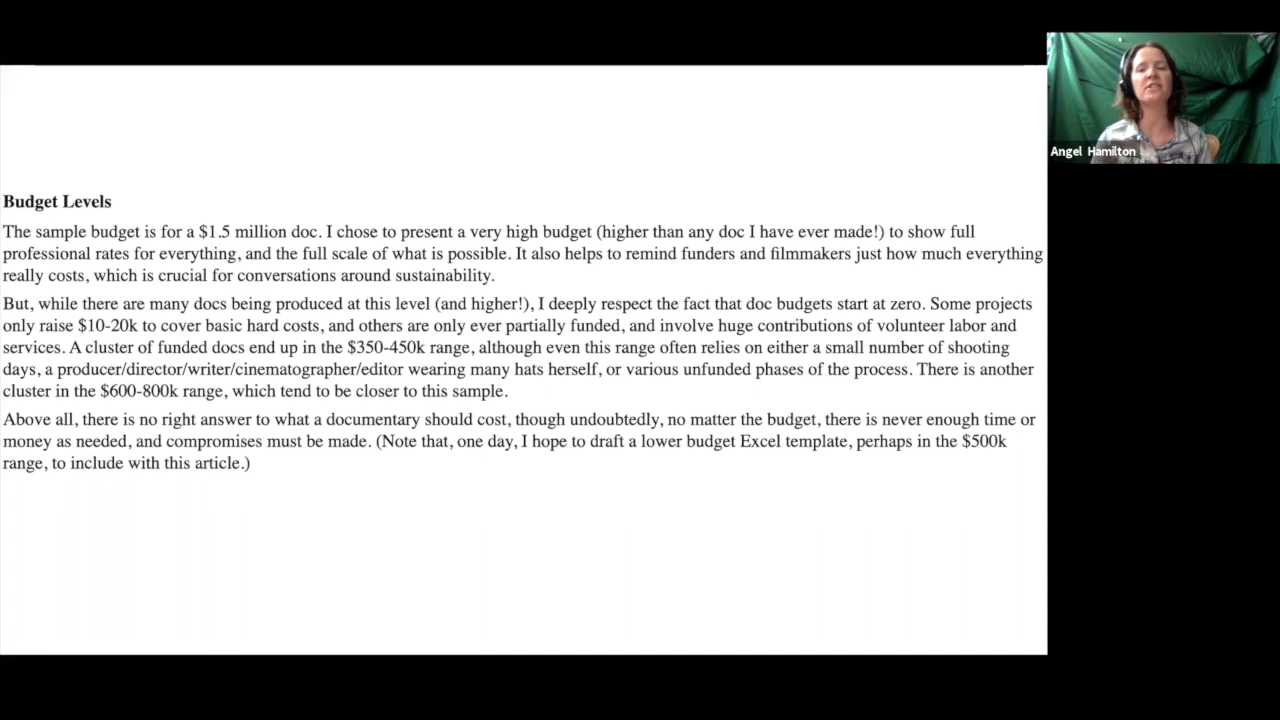 Budget Levels
The sample budget is for a $1.5 million doc. I chose to present a very high budget (higher than any doc I have ever made!) to show full
professional rates for everything, and the full scale of what is possible. It also helps to remind funders and filmmakers just how much everything
really costs, which is crucial for conversations around sustainability.
But, while there are many docs being produced at this level (and higher!), I deeply respect the fact that doc budgets start at zero. Some projects
only raise $10-20k to cover basic hard costs, and others are only ever partially funded, and involve huge contributions of volunteer labor and
services. A cluster of funded docs end up in the $350-450k range, although even this range often relies on either a small number of shooting
days, a producer/director/writer/cinematographer/editor wearing many hats herself, or various unfunded phases of the process. There is another
cluster in the $600-800k range, which tend to be closer to this sample.
Above all, there is no right answer to what a documentary should cost, though undoubtedly, no matter the budget, there is never enough time or
money as needed, and compromises must be made. (Note that, one day, I hope to draft a lower budget Excel template, perhaps in the $500k
range, to include with this article.)
Angel Hamilton